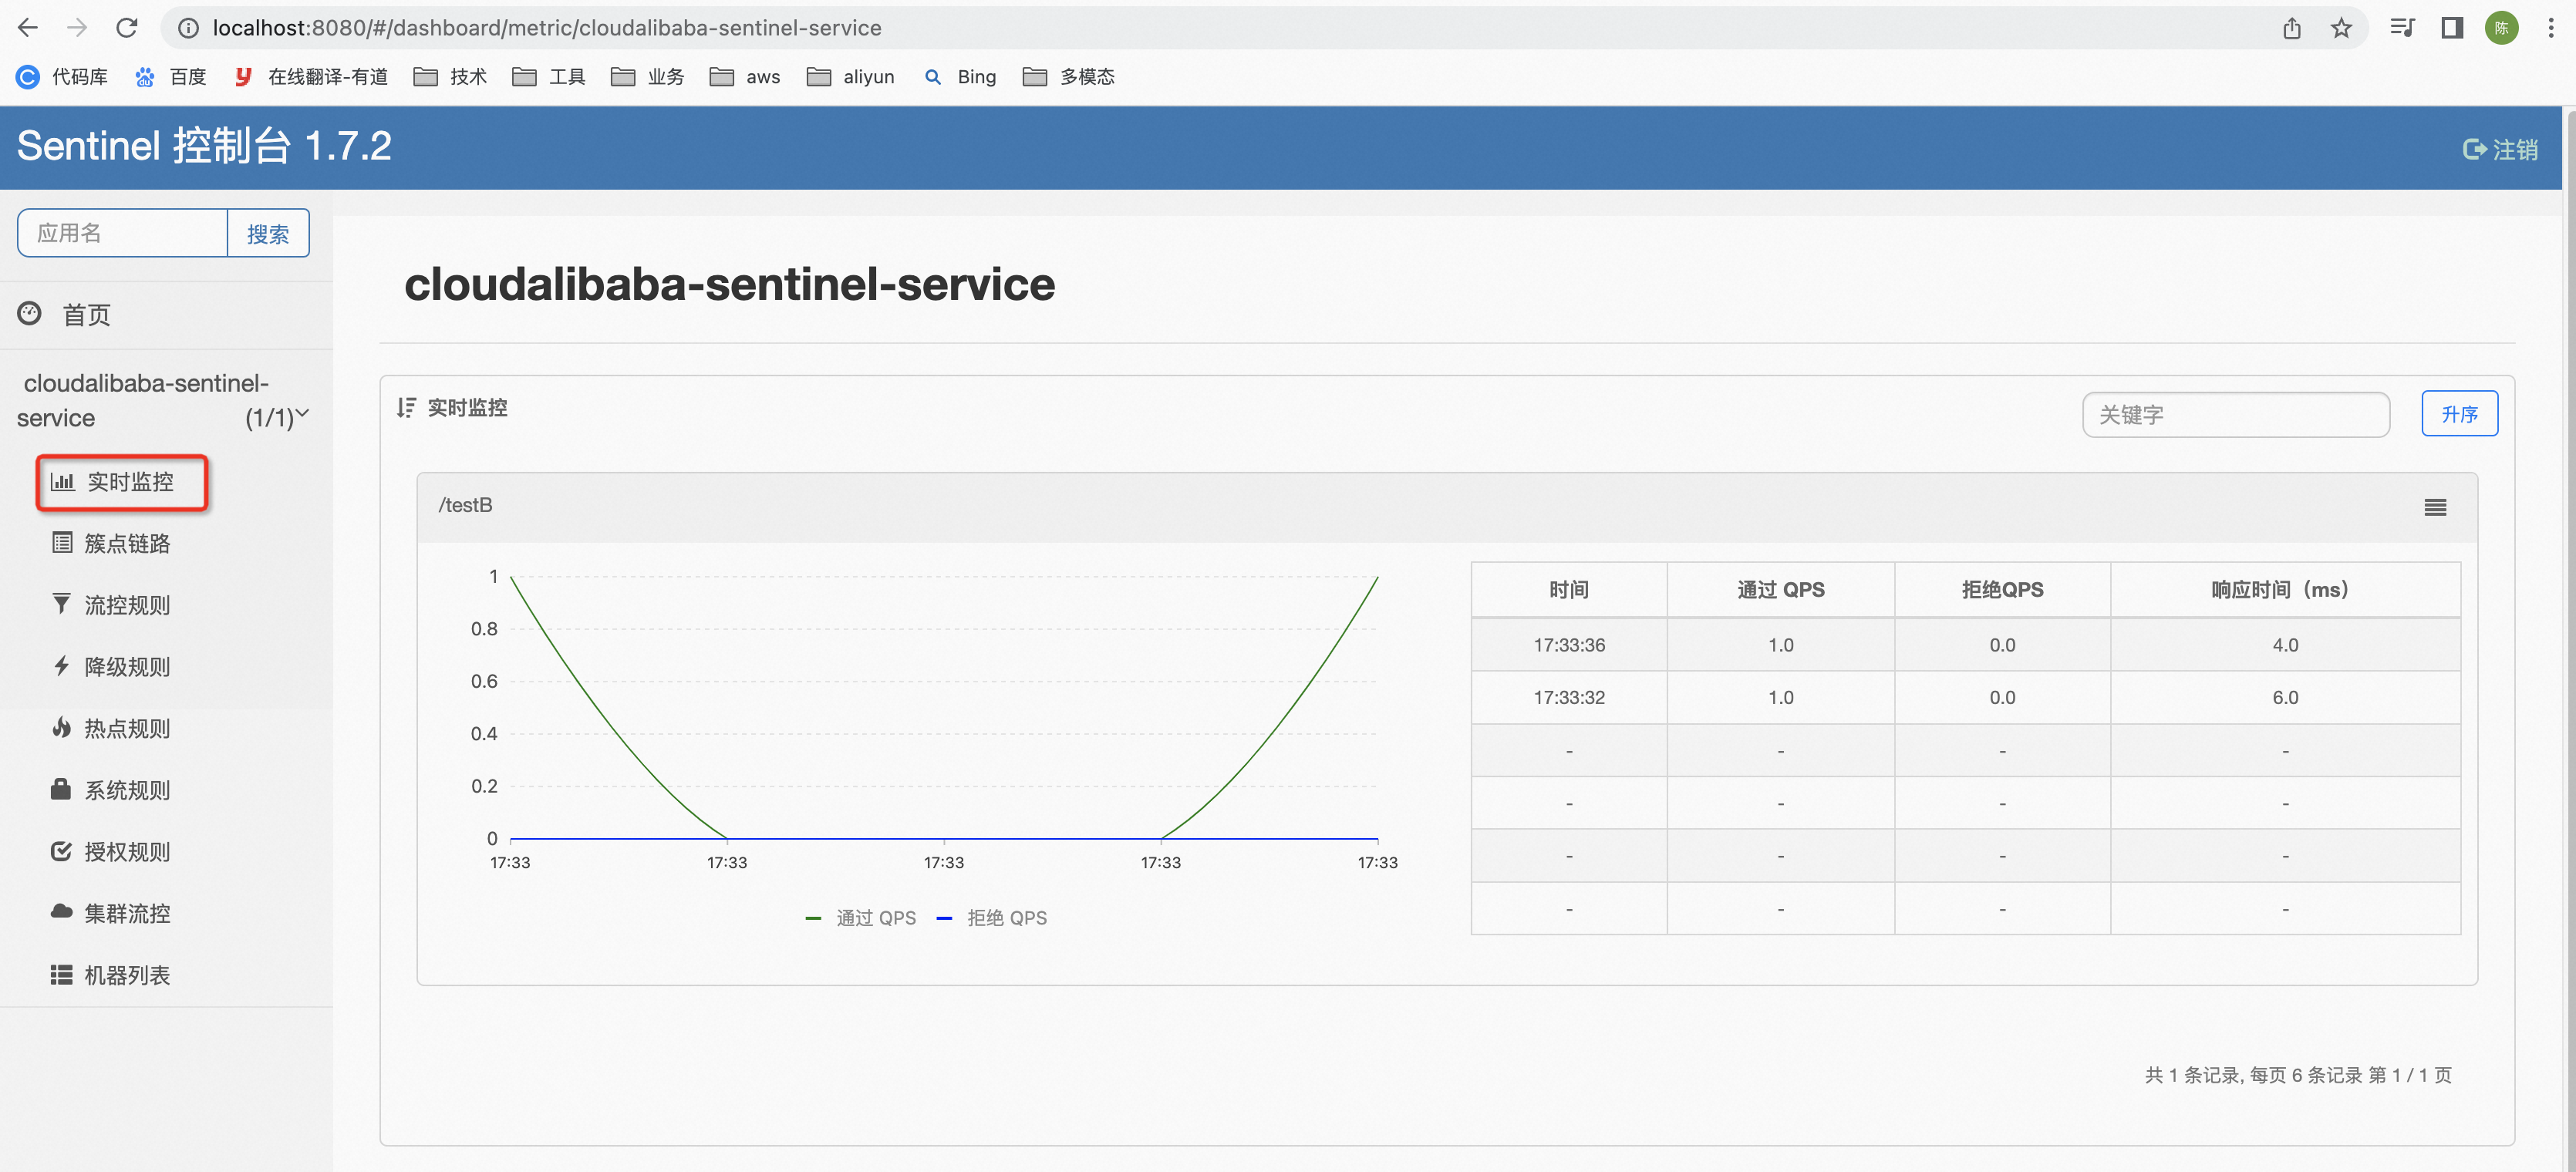 localhost:8080/#/dashboard/metric/cloudalibaba-sentinel-service
陈
代码库 百度 在线翻译-有道 技术 工具 业务 aws aliyun Bing 多模态
Sentinel 控制台 1.7.2
注销
应用名 搜索
首页
cloudalibaba-sentinel-service (1/1)
实时监控
簇点链路
流控规则
降级规则
热点规则
系统规则
授权规则
集群流控
机器列表
cloudalibaba-sentinel-service
实时监控 关键字 升序
/testB
1
0.8
0.6
0.4
0.2
0
17:33 17:33 17:33 17:33 17:33
通过 QPS 拒绝 QPS
时间 通过 QPS 拒绝QPS 响应时间（ms）
17:33:36 1.0 0.0 4.0
17:33:32 1.0 0.0 6.0
- - - -
- - - -
- - - -
- - - -
共 1 条记录, 每页 6 条记录 第 1 / 1 页